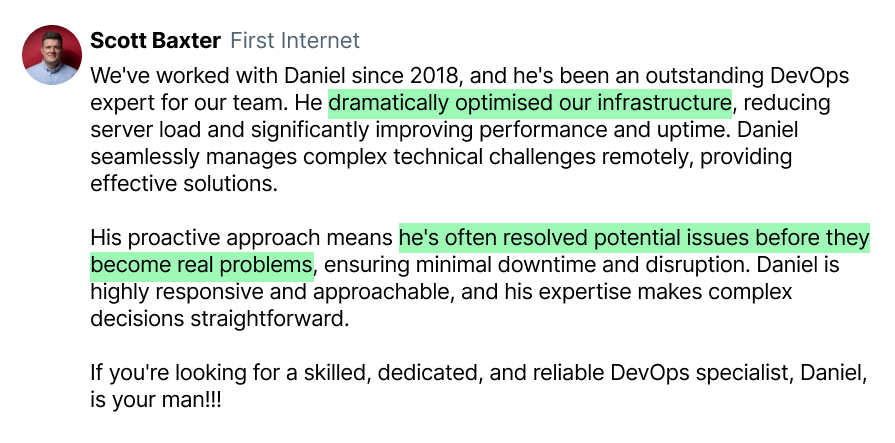 Scott Baxter First Internet
We've worked with Daniel since 2018, and he's been an outstanding DevOps
expert for our team. He dramatically optimised our infrastructure, reducing
server load and significantly improving performance and uptime. Daniel
seamlessly manages complex technical challenges remotely, providing
effective solutions.
His proactive approach means he's often resolved potential issues before they
become real problems, ensuring minimal downtime and disruption. Daniel is
highly responsive and approachable, and his expertise makes complex
decisions straightforward.
If you're looking for a skilled, dedicated, and reliable DevOps specialist, Daniel,
is your man!!!